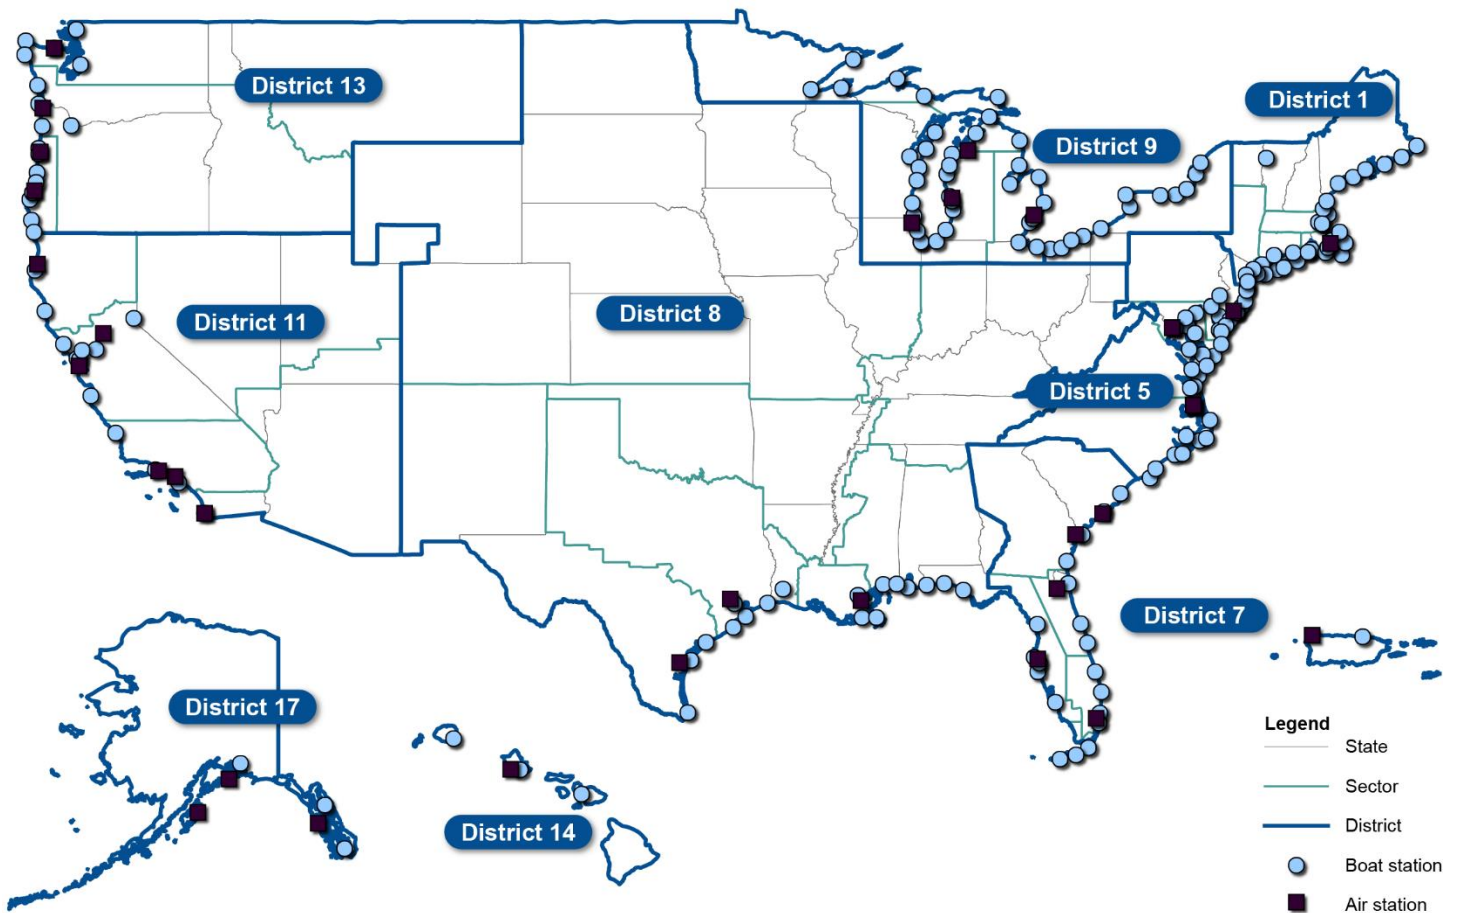 District 13
District 1
District 9
District 11
District 8
District 5
District 7
District 17
District 14
Legend
State
Sector
District
Boat station
Air station